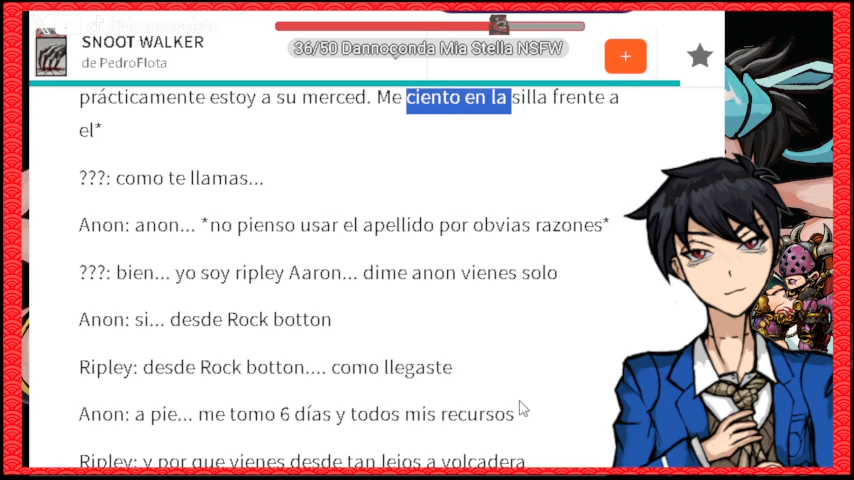 SNOOT WALKER
de PedroFlota
36/50 Dannoconda Mia Stella NSFW
+
prácticamente estoy a su merced. Me ciento en la silla frente a
el*
???: como te llamas...
Anon: anon... *no pienso usar el apellido por obvias razones*
???: bien... yo soy ripley Aaron... dime anon vienes solo
Anon: si... desde Rock botton
Ripley: desde Rock botton.... como llegaste
Anon: a pie... me tomo 6 días y todos mis recursos
Ripley: y por que vienes desde tan lejos a volcadera